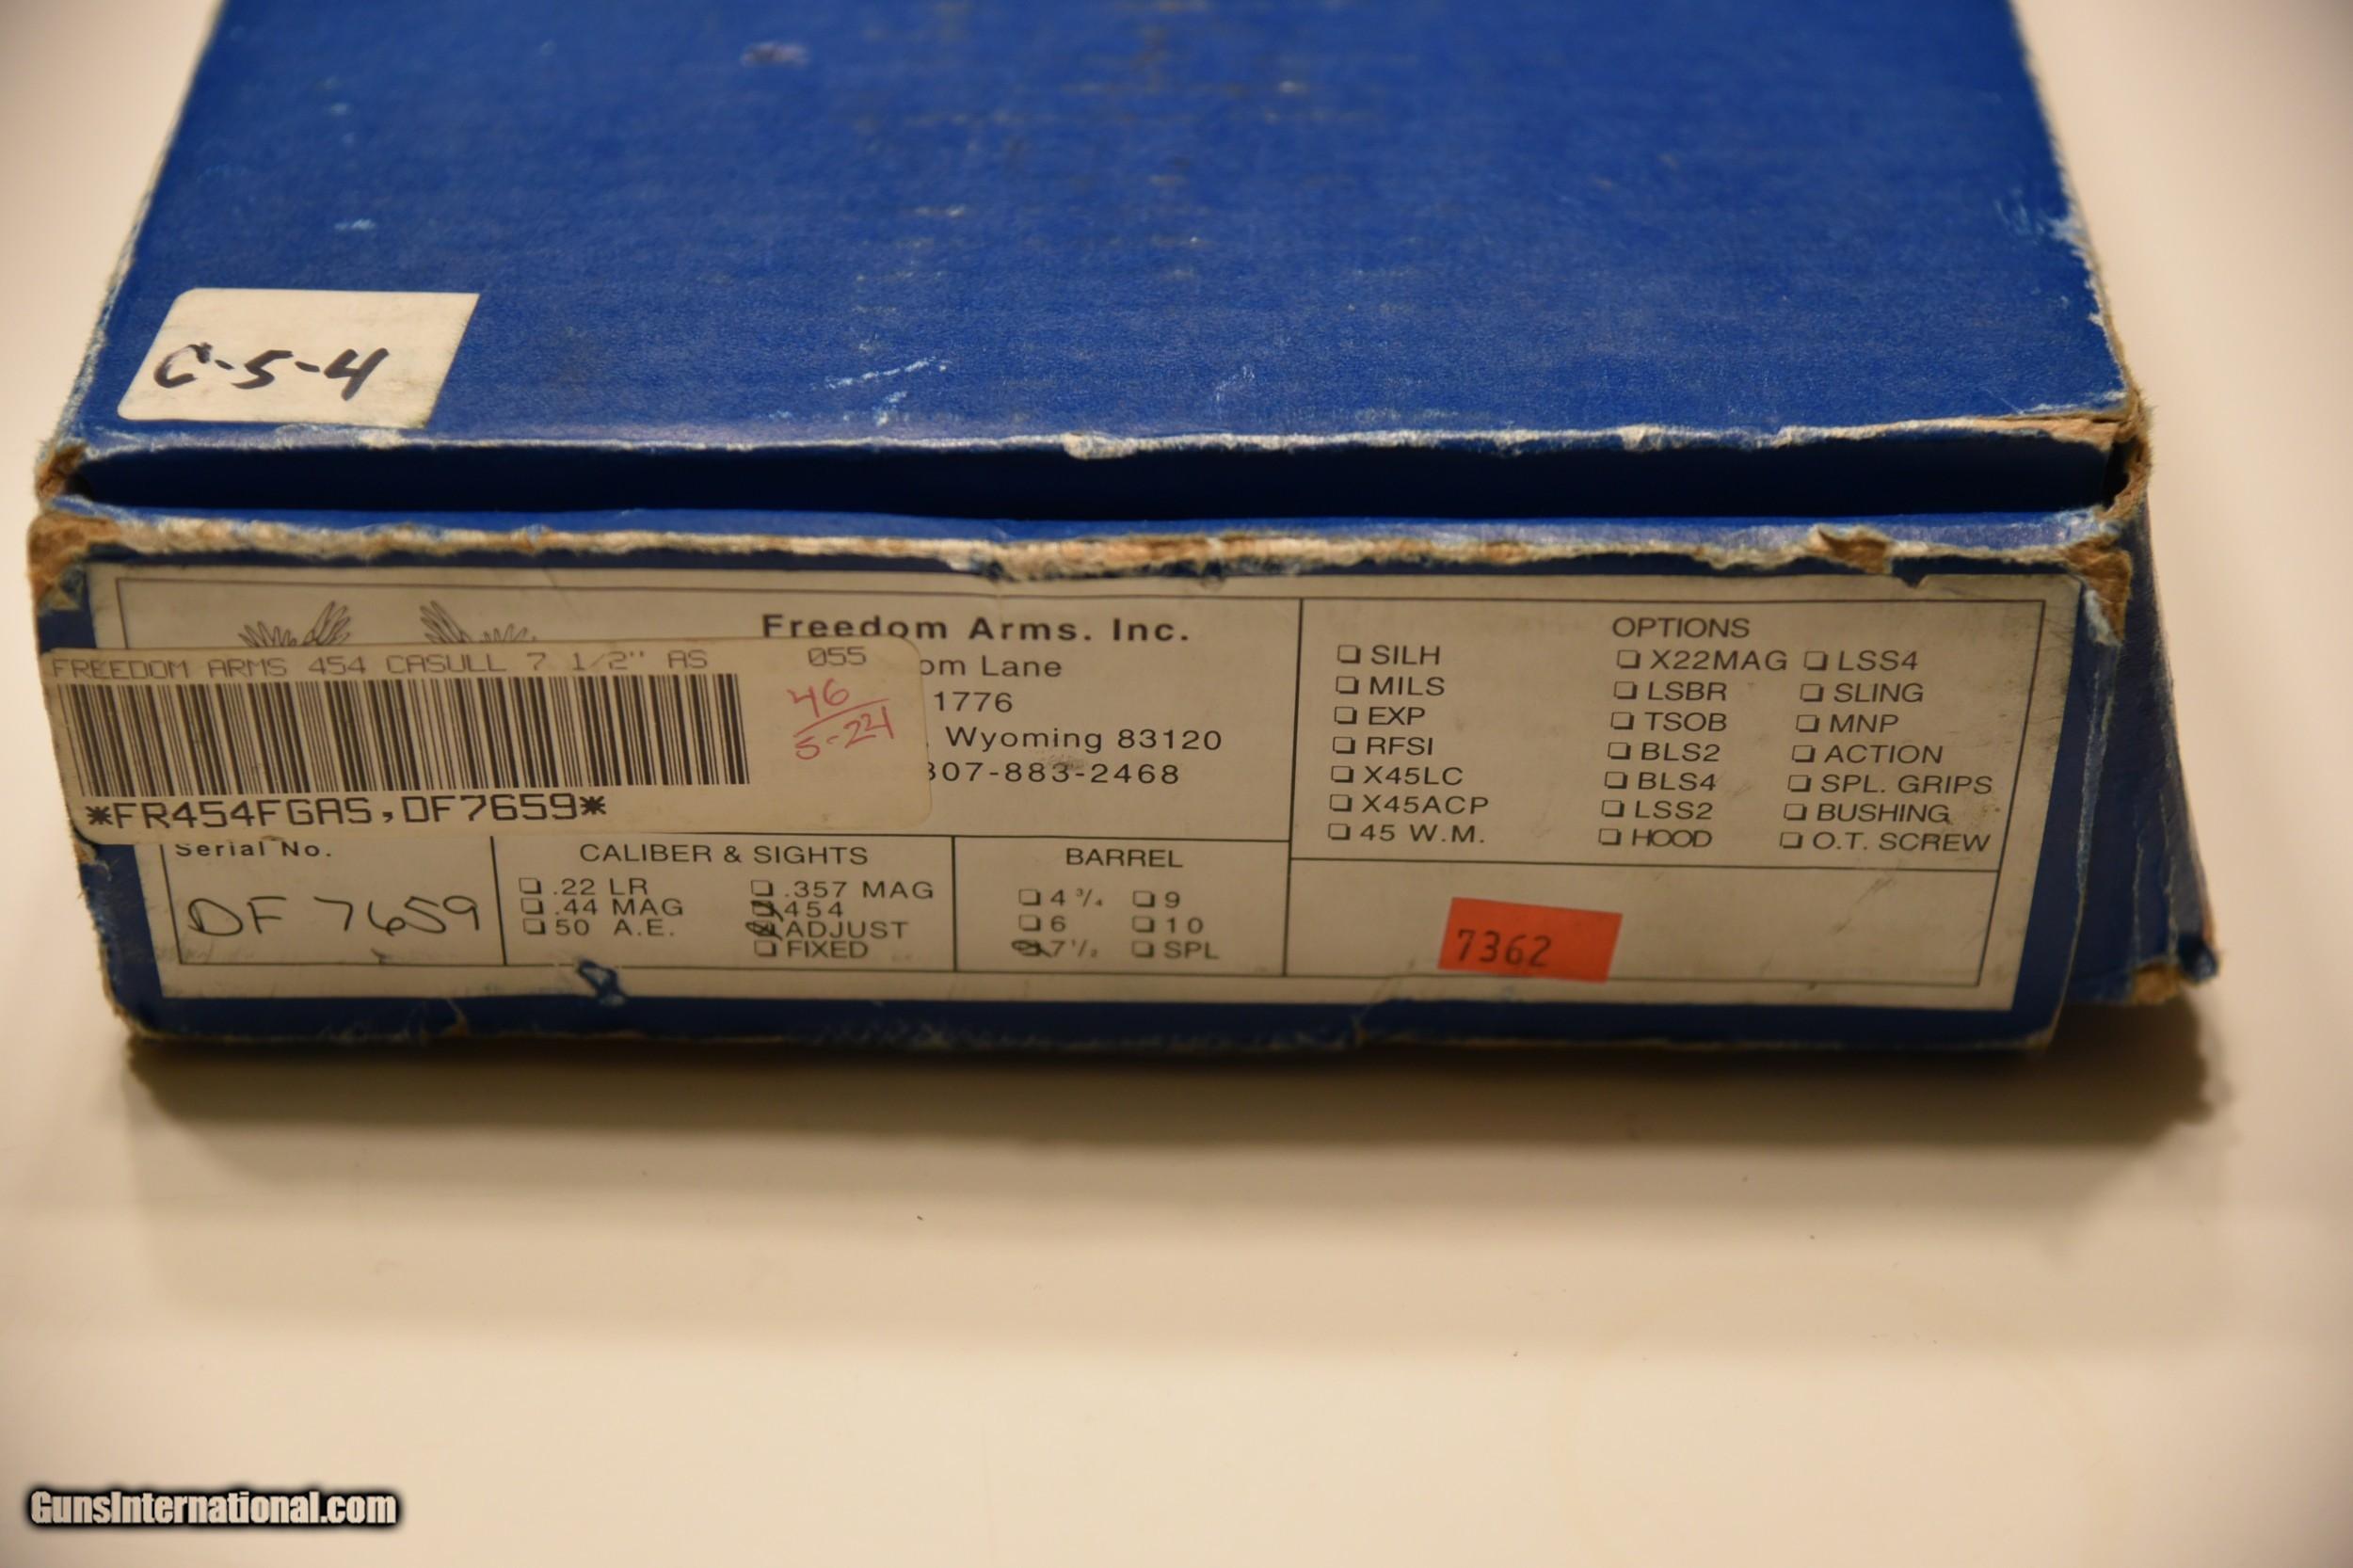 C-5-4
FREEDOM ARMS 454 CASULL 7 1/2" AS 055
46
5-24
*FR454FGAS,DF7659*
Freedom Arms. Inc.
om Lane
1776
, Wyoming 83120
307-883-2468
Serial No.
DF 7659
CALIBER & SIGHTS
.22 LR .357 MAG
.44 MAG 454
50 A.E. ADJUST
FIXED
BARREL
4 3/4 9
6 10
7 1/2 SPL
OPTIONS
SILH X22MAG LSS4
MILS LSBR SLING
EXP TSOB MNP
RFSI BLS2 ACTION
X45LC BLS4 SPL. GRIPS
X45ACP LSS2 BUSHING
45 W.M. HOOD O.T. SCREW
7362
GunsInternational.com